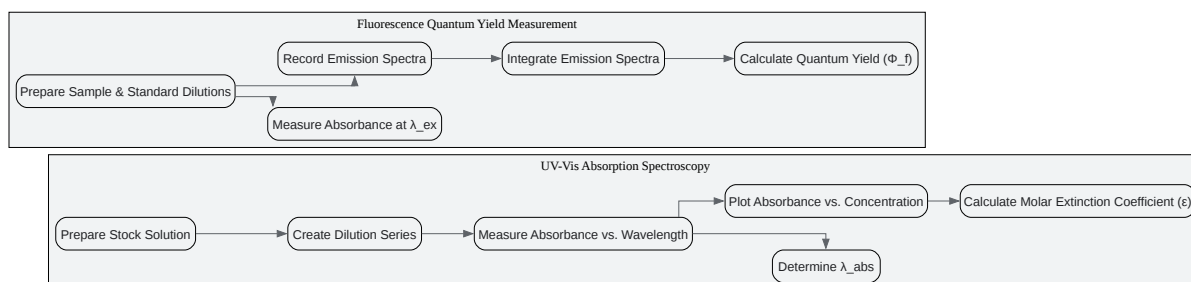 Fluorescence Quantum Yield Measurement
Record Emission Spectra
Integrate Emission Spectra
Calculate Quantum Yield (Φ_f)
Prepare Sample & Standard Dilutions
Measure Absorbance at λ_ex
UV-Vis Absorption Spectroscopy
Plot Absorbance vs. Concentration
Calculate Molar Extinction Coefficient (ε)
Prepare Stock Solution
Create Dilution Series
Measure Absorbance vs. Wavelength
Determine λ_abs